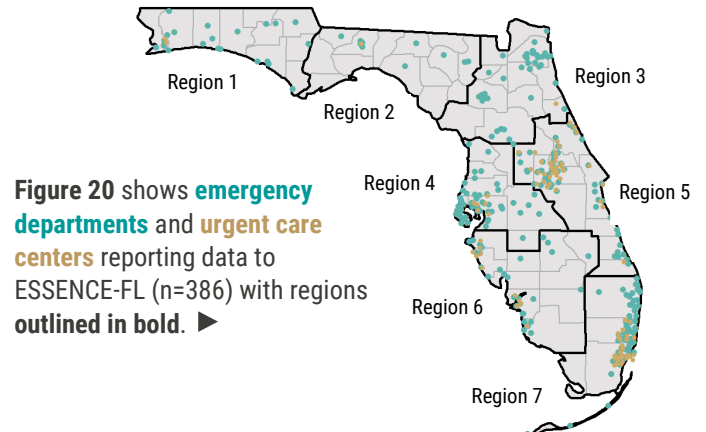 Region 1
Region 2
Region 3
Region 4
Region 5
Region 6
Region 7
Figure 20 shows emergency
departments and urgent care
centers reporting data to
ESSENCE-FL (n=386) with regions
outlined in bold. ►